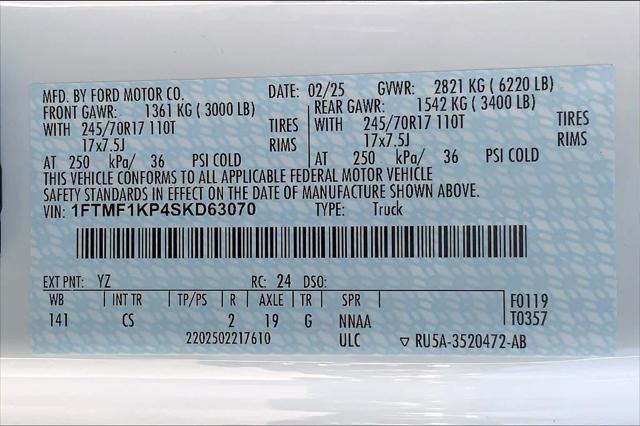 MFD. BY FORD MOTOR CO. DATE: 02/25 GVWR: 2821 KG ( 6220 LB)
FRONT GAWR: 1361 KG ( 3000 LB) REAR GAWR: 1542 KG ( 3400 LB)
WITH 245/70R17 110T TIRES WITH 245/70R17 110T TIRES
17x7.5J RIMS 17x7.5J RIMS
AT 250 kPa/ 36 PSI COLD AT 250 kPa/ 36 PSI COLD
THIS VEHICLE CONFORMS TO ALL APPLICABLE FEDERAL MOTOR VEHICLE
SAFETY STANDARDS IN EFFECT ON THE DATE OF MANUFACTURE SHOWN ABOVE.
VIN: 1FTMF1KP4SKD63070 TYPE: Truck
EXT PNT: YZ RC: 24 DSO:
WB INT TR TP/PS R AXLE TR SPR F0119
141 CS 2 19 G NNAA T0357
2202502217610 ULC ▽ RU5A-3520472-AB